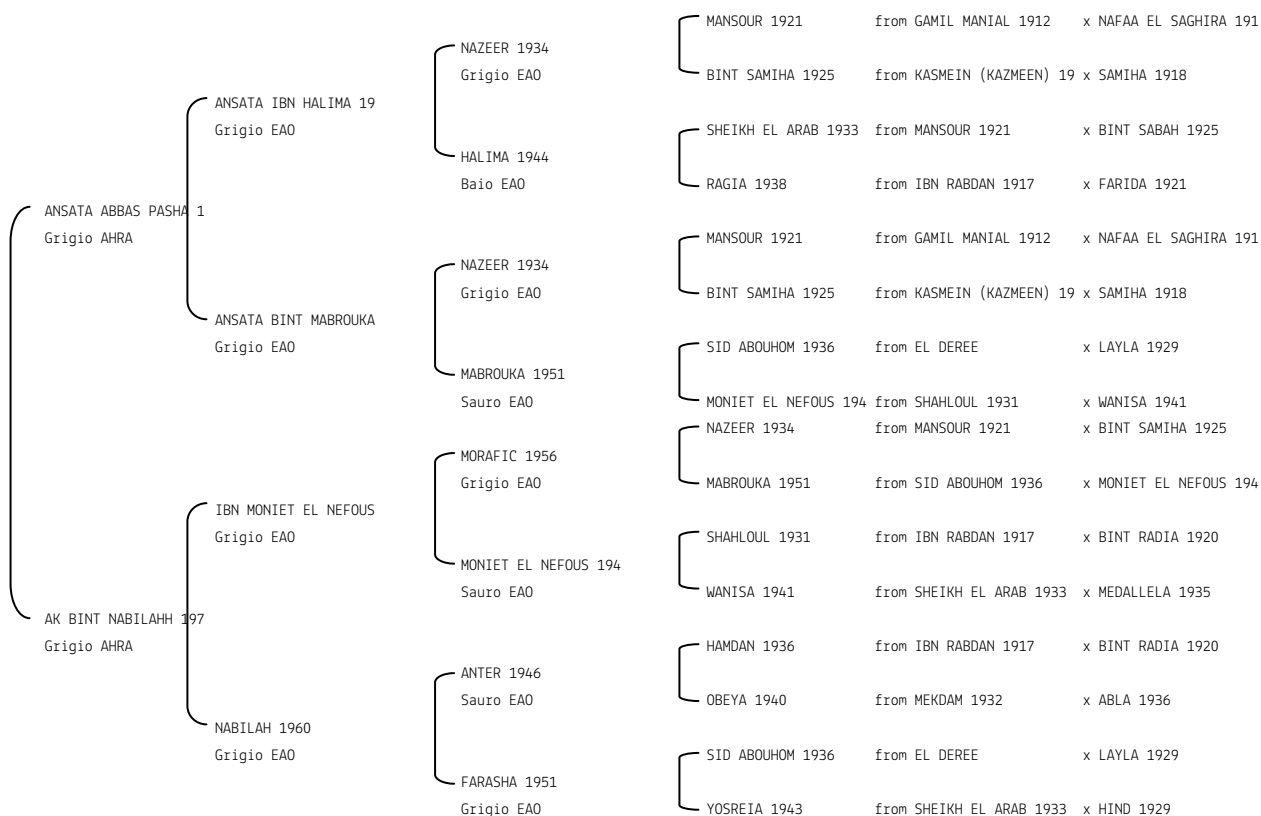 MANSOUR 1921 from GAMIL MANIAL 1912 x NAFAA EL SAGHIRA 191
NAZEER 1934
Grigio EAO
BINT SAMIHA 1925 from KASMEIN (KAZMEEN) 19 x SAMIHA 1918
ANSATA IBN HALIMA 19
Grigio EAO
SHEIKH EL ARAB 1933 from MANSOUR 1921 x BINT SABAH 1925
HALIMA 1944
Baio EAO
RAGIA 1938 from IBN RABDAN 1917 x FARIDA 1921
ANSATA ABBAS PASHA 1
Grigio AHRA
MANSOUR 1921 from GAMIL MANIAL 1912 x NAFAA EL SAGHIRA 191
NAZEER 1934
Grigio EAO
BINT SAMIHA 1925 from KASMEIN (KAZMEEN) 19 x SAMIHA 1918
ANSATA BINT MABROUKA
Grigio EAO
SID ABOUHOM 1936 from EL DEREE x LAYLA 1929
MABROUKA 1951
Sauro EAO
MONIET EL NEFOUS 194 from SHAHLOUL 1931 x WANISA 1941
NAZEER 1934 from MANSOUR 1921 x BINT SAMIHA 1925
MORAFIC 1956
Grigio EAO
MABROUKA 1951 from SID ABOUHOM 1936 x MONIET EL NEFOUS 194
IBN MONIET EL NEFOUS
Grigio EAO
SHAHLOUL 1931 from IBN RABDAN 1917 x BINT RADIA 1920
MONIET EL NEFOUS 194
Sauro EAO
WANISA 1941 from SHEIKH EL ARAB 1933 x MEDALLELA 1935
AK BINT NABILAHH 197
Grigio AHRA
HAMDAN 1936 from IBN RABDAN 1917 x BINT RADIA 1920
ANTER 1946
Sauro EAO
OBEYA 1940 from MEKDAM 1932 x ABLA 1936
NABILAH 1960
Grigio EAO
SID ABOUHOM 1936 from EL DEREE x LAYLA 1929
FARASHA 1951
Grigio EAO
YOSREIA 1943 from SHEIKH EL ARAB 1933 x HIND 1929